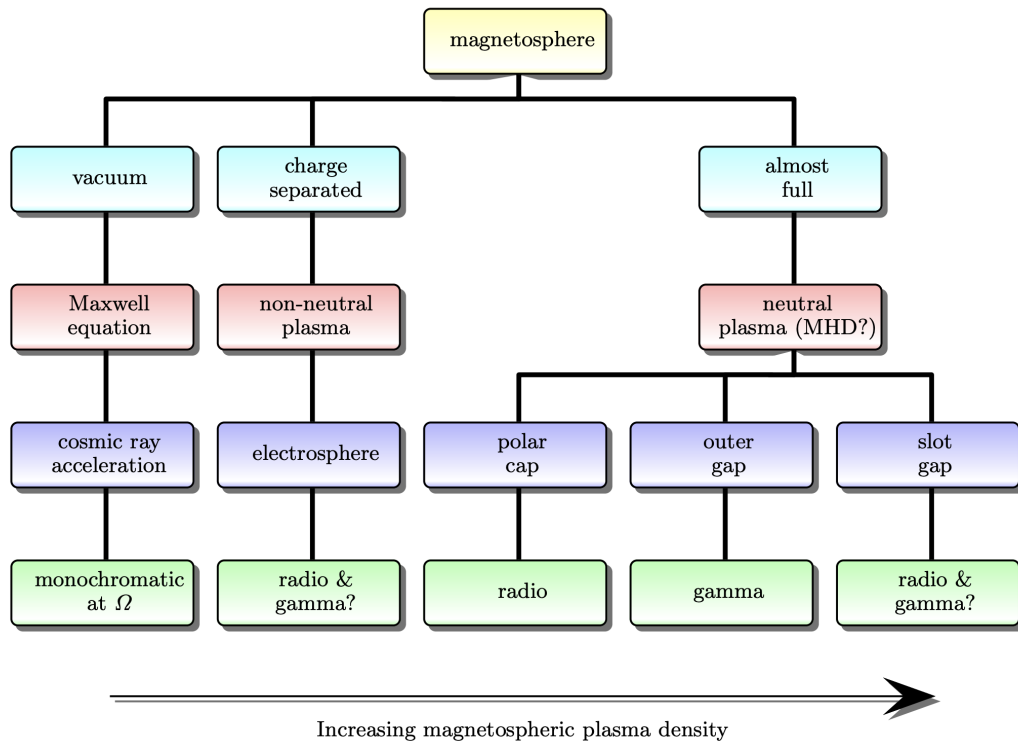 magnetosphere
vacuum
charge
separated
almost
full
Maxwell
equation
non-neutral
plasma
neutral
plasma (MHD?)
cosmic ray
acceleration
electrosphere
polar
cap
outer
gap
slot
gap
monochromatic
at Ω
radio &
gamma?
radio
gamma
radio &
gamma?
Increasing magnetospheric plasma density